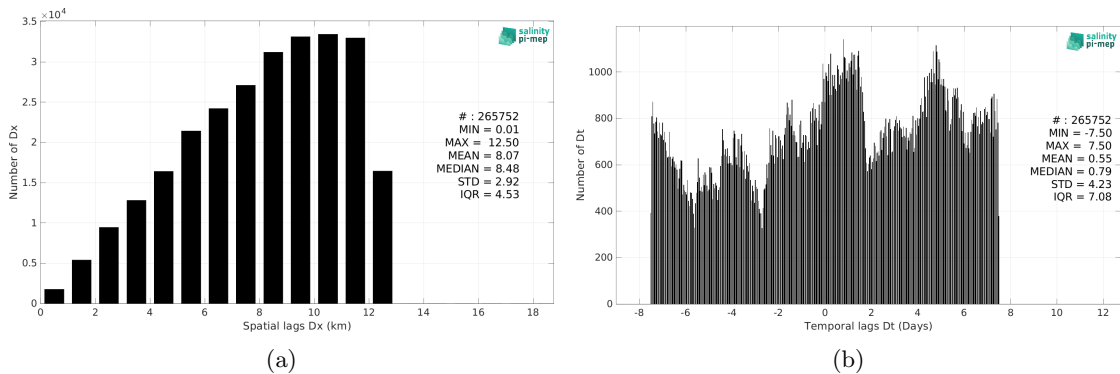 3.5 ×10⁴
3
2.5
2
1.5
1
0.5
0
Number of Dx
0 2 4 6 8 10 12 14 16 18
Spatial lags Dx (km)
salinity
pi-mep
# : 265752
MIN = 0.01
MAX = 12.50
MEAN = 8.07
MEDIAN = 8.48
STD = 2.92
IQR = 4.53
(a)
1000
800
600
400
200
0
Number of Dt
-8 -6 -4 -2 0 2 4 6 8 10 12
Temporal lags Dt (Days)
salinity
pi-mep
# : 265752
MIN = -7.50
MAX = 7.50
MEAN = 0.55
MEDIAN = 0.79
STD = 4.23
IQR = 7.08
(b)